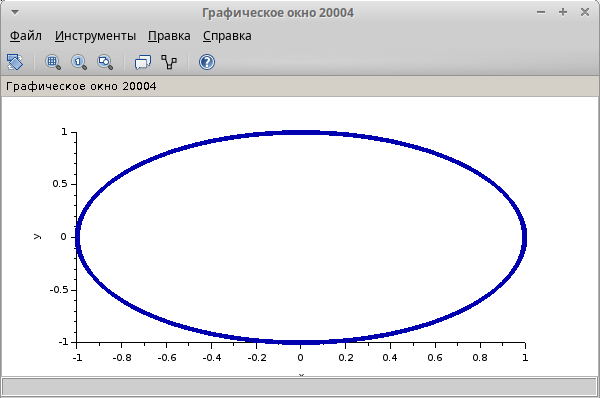 Графическое окно 20004
Файл Инструменты Правка Справка
Графическое окно 20004
1
0.5
y
0
-0.5
-1
-1 -0.8 -0.6 -0.4 -0.2 0 0.2 0.4 0.6 0.8 1